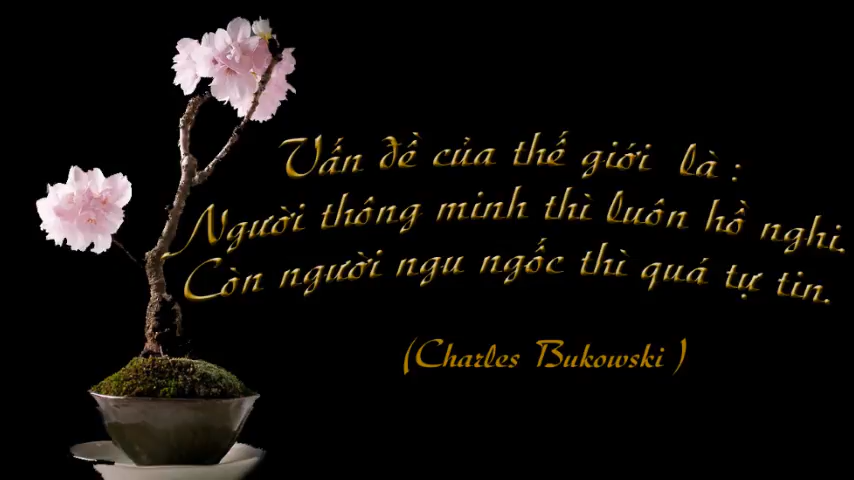 Vấn đề của thế giới là :
Người thông minh thì luôn hồ nghi.
Còn người ngu ngốc thì quá tự tin.
(Charles Bukowski )